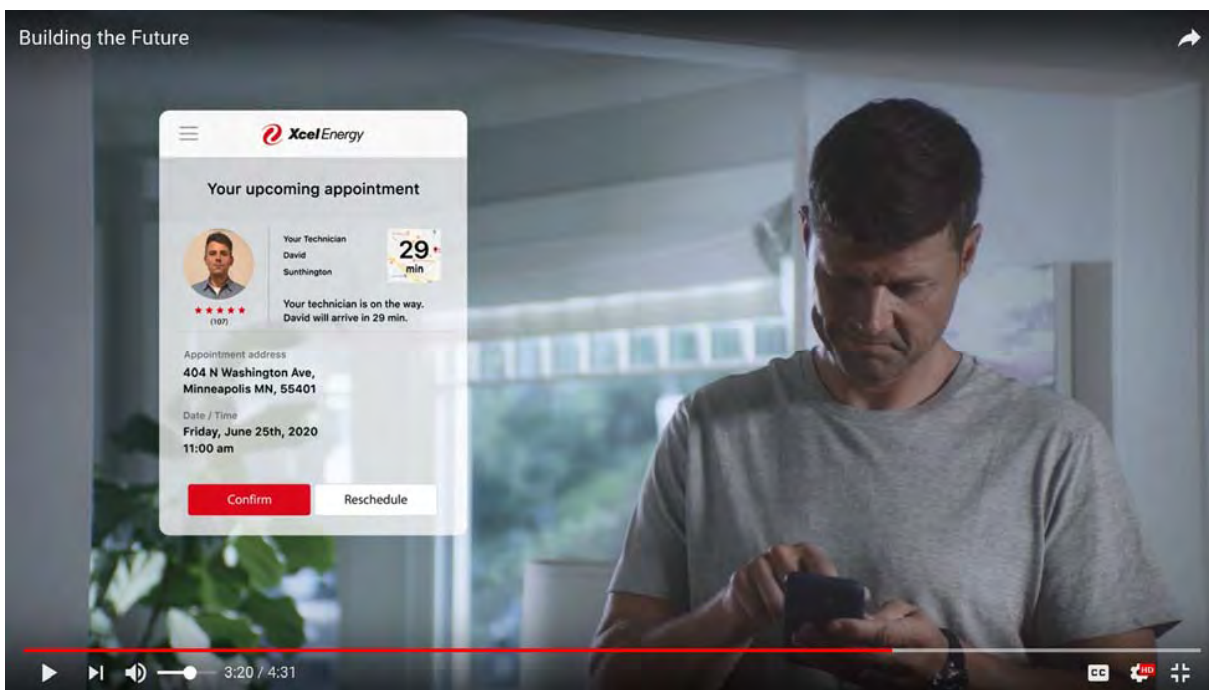 Building the Future
Xcel Energy
Your upcoming appointment
Your Technician
David
Sunthington
29
min
Your technician is on the way.
David will arrive in 29 min.
(107)
Appointment address
404 N Washington Ave,
Minneapolis MN, 55401
Date / Time
Friday, June 25th, 2020
11:00 am
Confirm
Reschedule
3:20 / 4:31
CC
HD